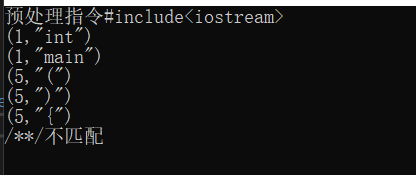 预处理指令#include<iostream>
(1,"int")
(1,"main")
(5,"(")
(5,")")
(5,"{")
/**/不匹配